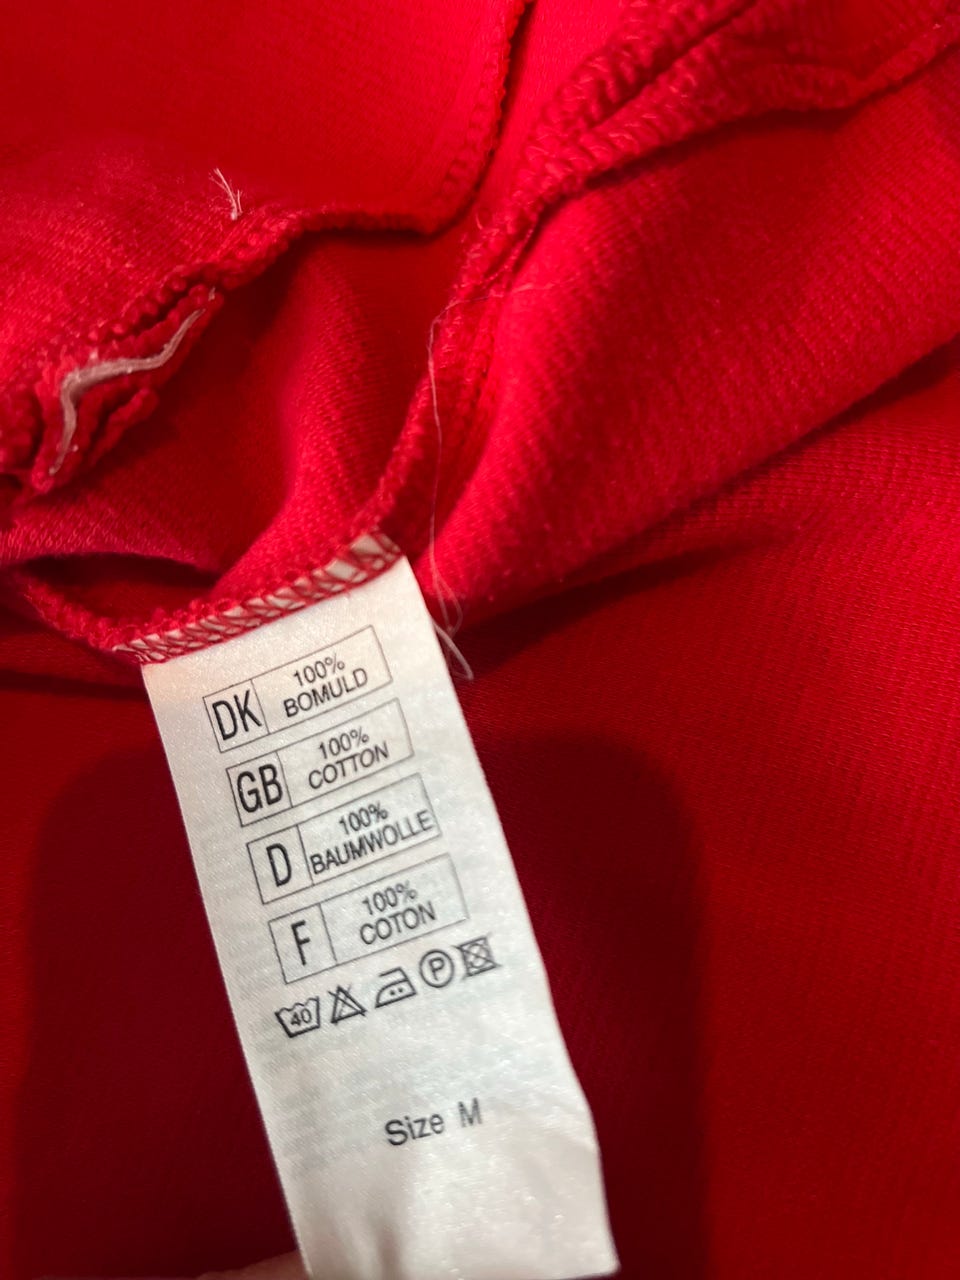 DK 100%
BOMULD
GB 100%
COTTON
D 100%
BAUMWOLLE
F 100%
COTON
40 P
Size M